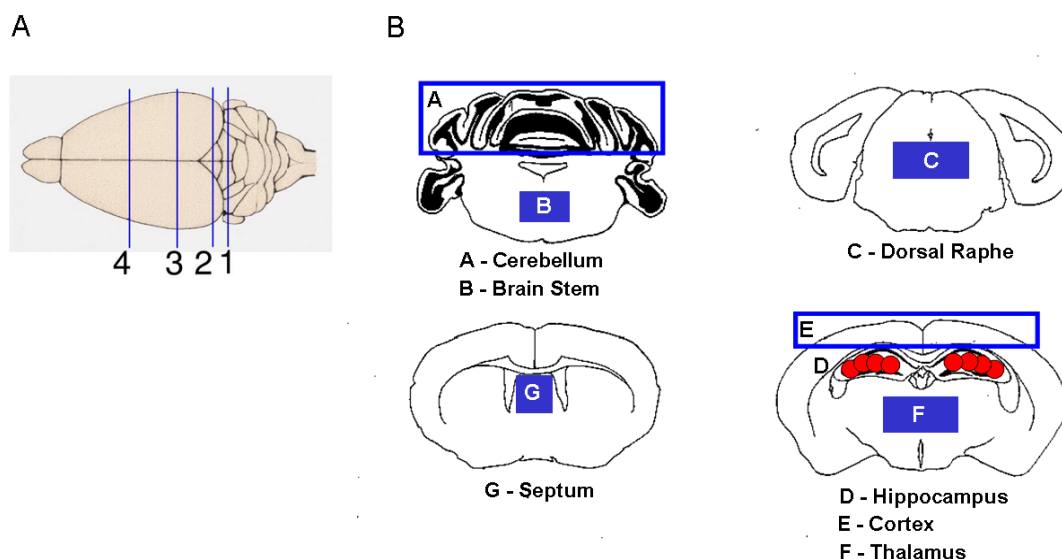 A
B
4 3 2 1
A
B
A - Cerebellum
B - Brain Stem
C
C - Dorsal Raphe
G
G - Septum
E
D
F
D - Hippocampus
E - Cortex
F - Thalamus